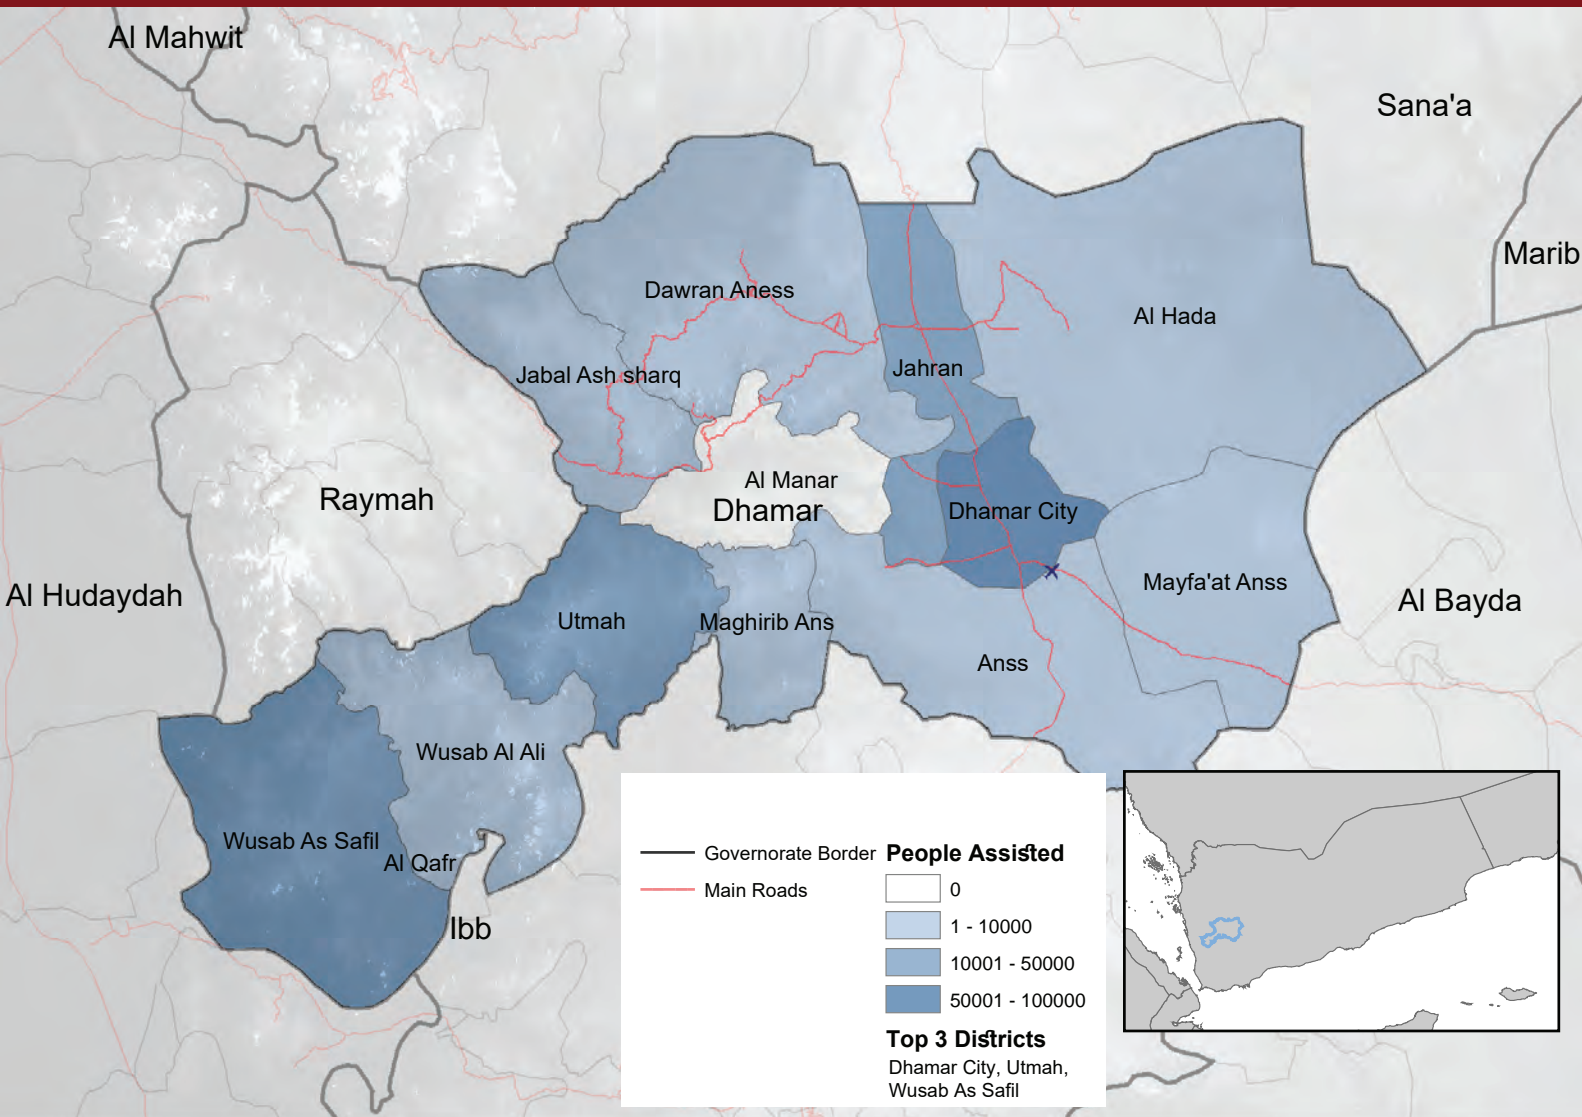 Al Mahwit
Sana'a
Marib
Dawran Aness
Al Hada
Jabal Ash sharq
Jahran
Al Manar
Raymah
Dhamar
Dhamar City
Mayfa'at Anss
Al Hudaydah
Al Bayda
Utmah
Maghirib Ans
Anss
Wusab Al Ali
Wusab As Safil
Al Qafr
Ibb
Governorate Border
Main Roads
People Assisted
0
1 - 10000
10001 - 50000
50001 - 100000
Top 3 Districts
Dhamar City, Utmah,
Wusab As Safil